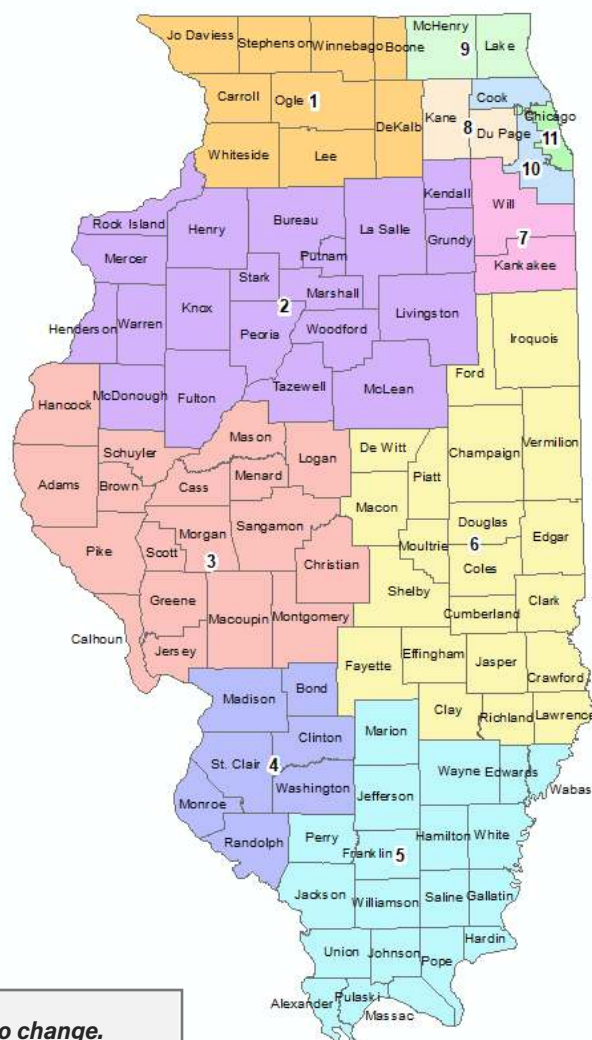 McHenry
Jo Daviess
Stephenson
Winnebago
Boone
9
Lake
Carroll
Ogle
1
Cook
Chicago
DeKalb
Kane
8
Du Page
11
Whiteside
Lee
10
Kendall
Will
Rock Island
Henry
Bureau
La Salle
7
Mercer
Putnam
Grundy
Kankakee
Stark
Marshall
2
Henderson
Warren
Knox
Peoria
Woodford
Livingston
Iroquois
Ford
Hancock
McDonough
Fulton
Tazewell
McLean
Mason
Schuyler
Logan
De Witt
Champaign
Vermilion
Adams
Brown
Cass
Menard
Piatt
Macon
Sangamon
Douglas
Pike
Scott
Morgan
3
Moultrie
6
Edgar
Christian
Coles
Greene
Shelby
Clark
Calhoun
Macoupin
Montgomery
Cumberland
Jersey
Fayette
Effingham
Jasper
Crawford
Madison
Bond
Clay
Richland
Lawrence
Clinton
Marion
St. Clair
4
Wayne
Edwards
Wabas
Washington
Jefferson
Monroe
Randolph
Perry
Hamilton
White
Franklin
5
Jackson
Williamson
Saline
Gallatin
Union
Johnson
Pope
Hardin
Alexander
Pulaski
Massac
o change.